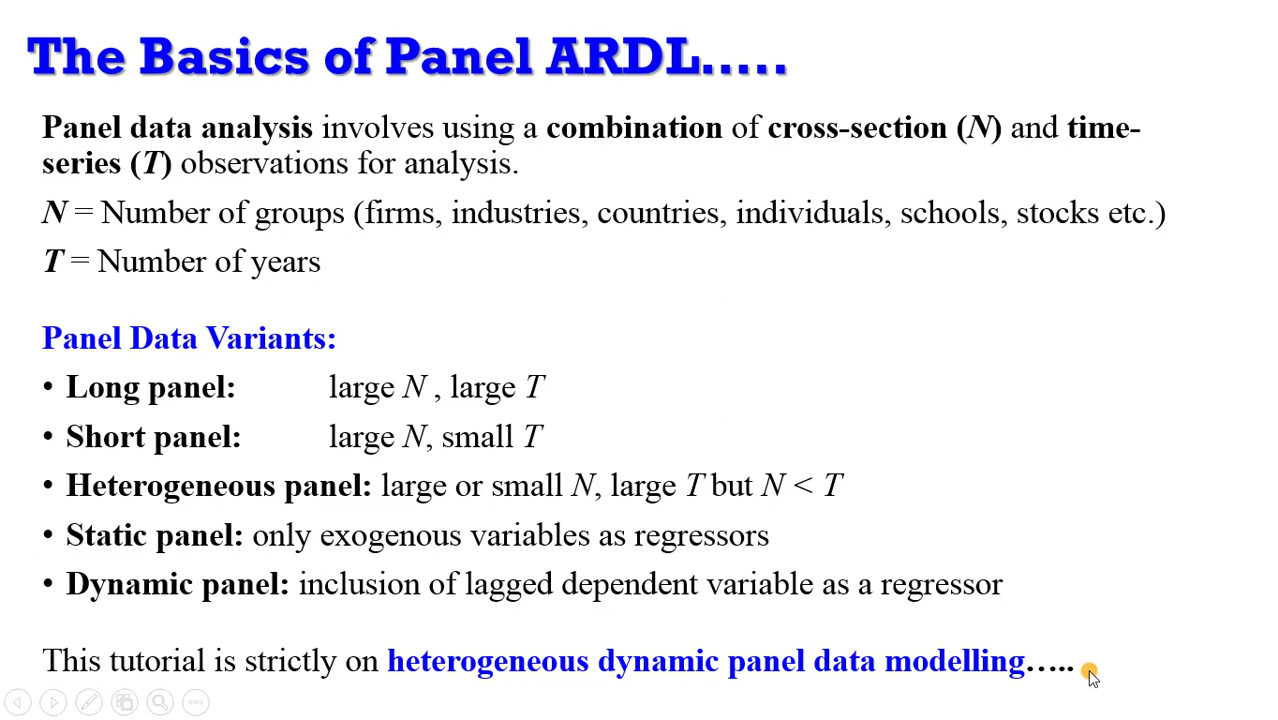 The Basics of Panel ARDL.....
Panel data analysis involves using a combination of cross-section (N) and time-
series (T) observations for analysis.
N = Number of groups (firms, industries, countries, individuals, schools, stocks etc.)
T = Number of years
Panel Data Variants:
• Long panel: large N , large T
• Short panel: large N, small T
• Heterogeneous panel: large or small N, large T but N < T
• Static panel: only exogenous variables as regressors
• Dynamic panel: inclusion of lagged dependent variable as a regressor
This tutorial is strictly on heterogeneous dynamic panel data modelling…..